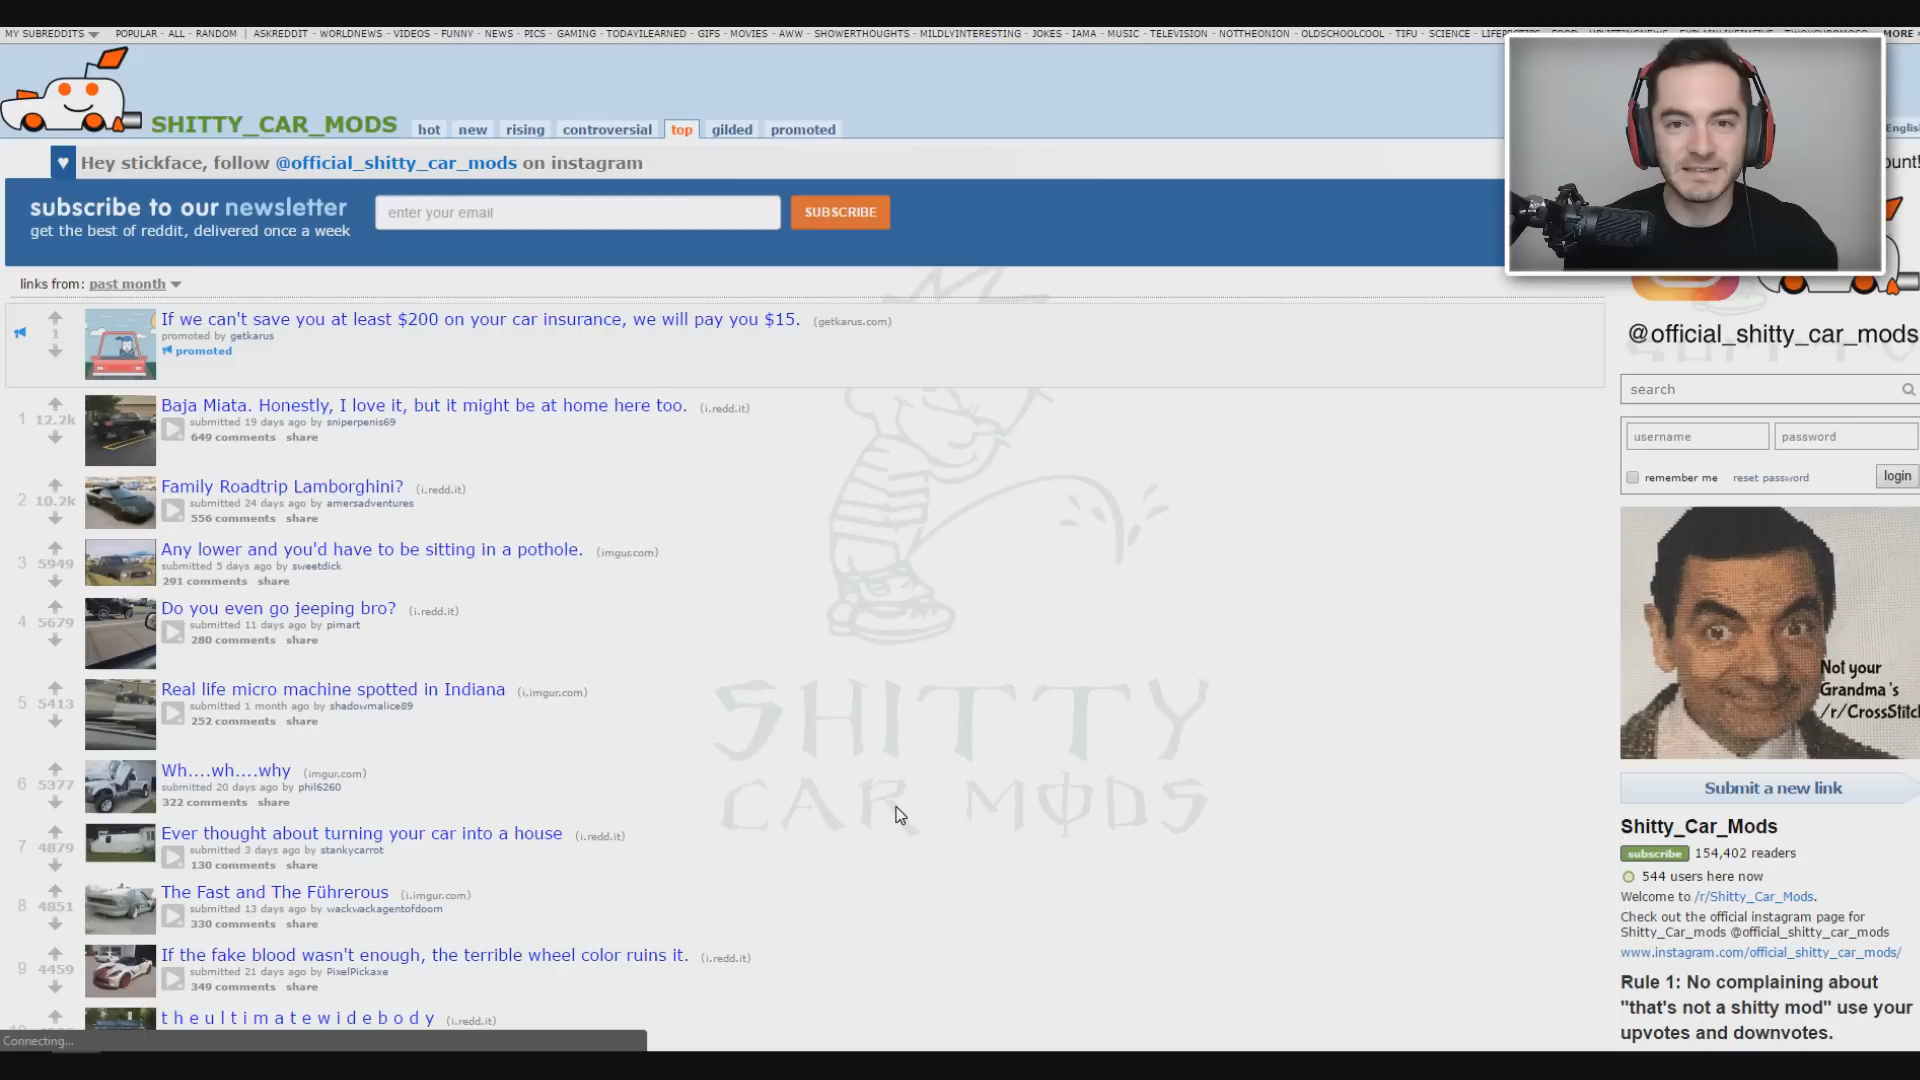 MY SUBREDDITS POPULAR - ALL - RANDOM | ASKREDDIT - WORLDNEWS - VIDEOS - FUNNY - NEWS - PICS - GAMING - TODAYILEARNED - GIFS - MOVIES - AWW - SHOWERTHOUGHTS - MILDLYINTERESTING - JOKES - IAMA - MUSIC - TELEVISION - NOTTHEONION - OLDSCHOOLCOOL - TIFU - SCIENCE - MORE
SHITTY_CAR_MODS hot new rising controversial top gilded promoted
Englis
ount!
Hey stickface, follow @official_shitty_car_mods on instagram
subscribe to our newsletter
get the best of reddit, delivered once a week
enter your email
SUBSCRIBE
links from: past month
1
If we can't save you at least $200 on your car insurance, we will pay you $15. (getkarus.com)
promoted by getkarus
promoted
1 12.2k
Baja Miata. Honestly, I love it, but it might be at home here too. (i.redd.it)
submitted 19 days ago by sniperpenis69
649 comments share
2 10.2k
Family Roadtrip Lamborghini? (i.redd.it)
submitted 24 days ago by amersadventures
556 comments share
3 5949
Any lower and you'd have to be sitting in a pothole. (imgur.com)
submitted 5 days ago by sweetdick
291 comments share
4 5679
Do you even go jeeping bro? (i.redd.it)
submitted 11 days ago by pimart
280 comments share
5 5413
Real life micro machine spotted in Indiana (i.imgur.com)
submitted 1 month ago by shadowmalice89
252 comments share
6 5377
Wh....wh....why (imgur.com)
submitted 20 days ago by phil6260
322 comments share
7 4879
Ever thought about turning your car into a house (i.redd.it)
submitted 3 days ago by stankycarrot
130 comments share
8 4851
The Fast and The Führerous (i.imgur.com)
submitted 13 days ago by wackwackagentofdoom
330 comments share
9 4459
If the fake blood wasn't enough, the terrible wheel color ruins it. (i.redd.it)
submitted 21 days ago by PixelPickaxe
349 comments share
t h e u l t i m a t e w i d e b o d y (i.redd.it)
Connecting...
SHITTY
CAR MODS
@official_shitty_car_mods
search
username password
remember me reset password login
Not your
Grandma's
/r/CrossStitch
Submit a new link
Shitty_Car_Mods
subscribe 154,402 readers
544 users here now
Welcome to /r/Shitty_Car_Mods.
Check out the official instagram page for
Shitty_Car_mods @official_shitty_car_mods
www.instagram.com/official_shitty_car_mods/
Rule 1: No complaining about
"that's not a shitty mod" use your
upvotes and downvotes.